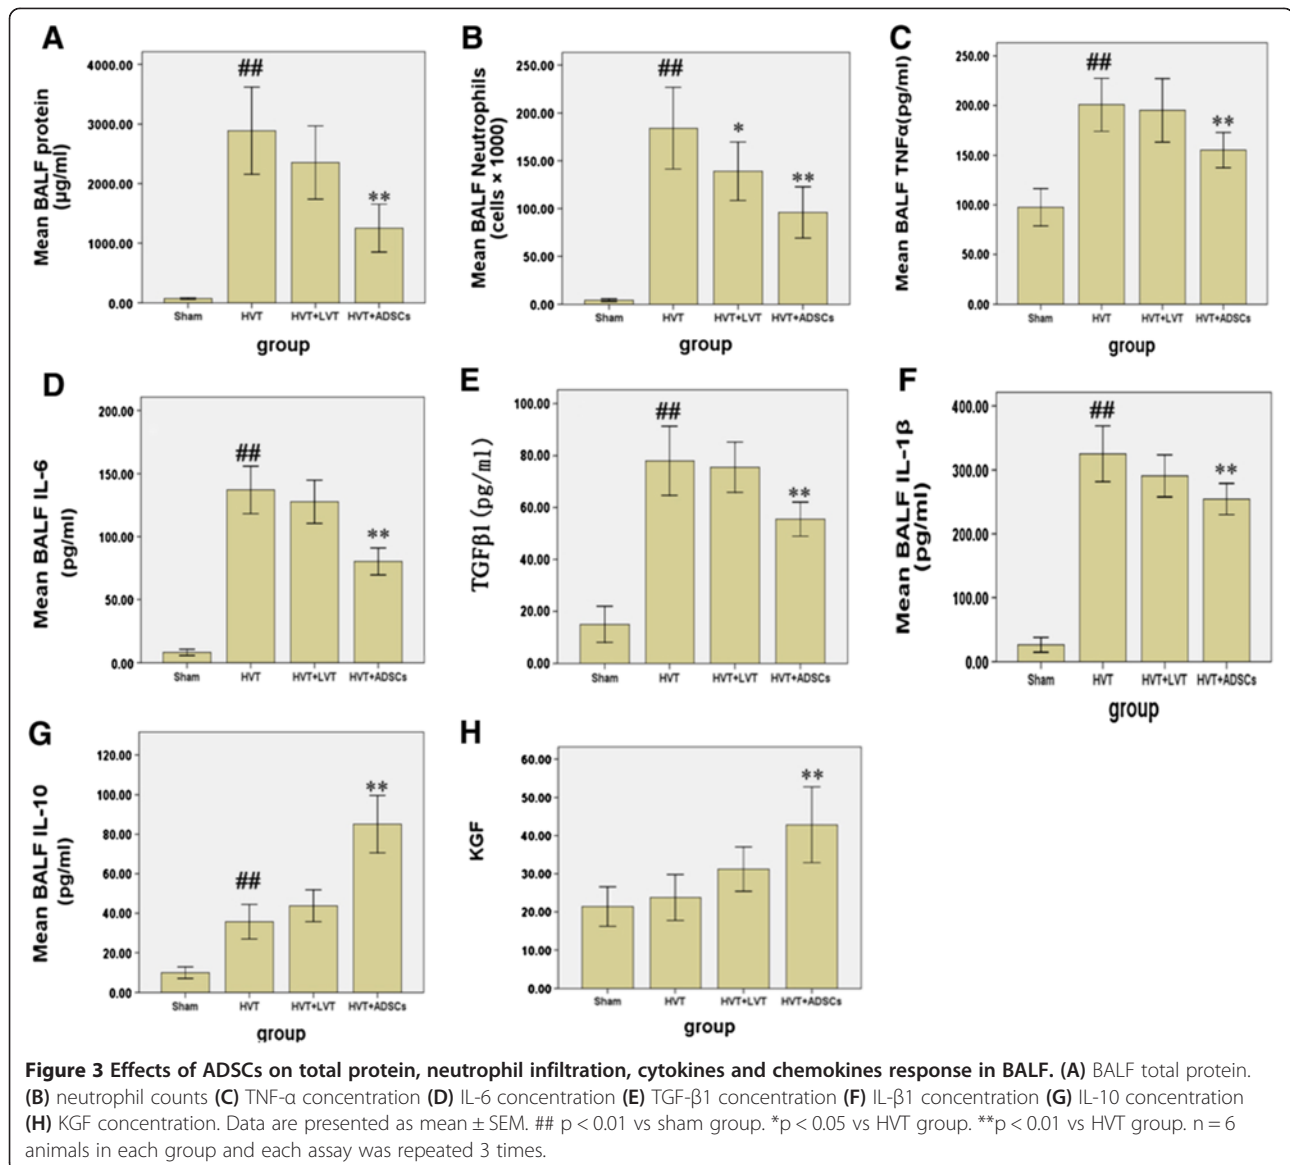 A
Mean BALF protein
(µg/ml)
4000.00
3000.00
2000.00
1000.00
0.00
##
**
Sham HVT HVT+LVT HVT+ADSCs
group
B
Mean BALF Neutrophils
(cells × 1000)
250.00
200.00
150.00
100.00
50.00
0.00
##
*
**
Sham HVT HVT+LVT HVT+ADSCs
group
C
Mean BALF TNFα(pg/ml)
250.00
200.00
150.00
100.00
50.00
0.00
##
**
Sham HVT HVT+LVT HVT+ADSCs
group
D
Mean BALF IL-6
(pg/ml)
200.00
150.00
100.00
50.00
0.00
##
**
Sham HVT HVT+LVT HVT+ADSCs
E
TGFβ1(pg/ml)
100.00
80.00
60.00
40.00
20.00
0.00
##
**
Sham HVT HVT+LVT HVT+ADSCs
F
Mean BALF IL-1β
(pg/ml)
400.00
300.00
200.00
100.00
0.00
##
**
Sham HVT HVT+LVT HVT+ADSCs
group
G
Mean BALF IL-10
(pg/ml)
120.00
100.00
80.00
60.00
40.00
20.00
0.00
##
**
Sham HVT HVT+LVT HVT+ADSCs
group
H
KGF
60.00
50.00
40.00
30.00
20.00
10.00
0.00
**
Sham HVT HVT+LVT HVT+ADSCs
group
Figure 3 Effects of ADSCs on total protein, neutrophil infiltration, cytokines and chemokines response in BALF. (A) BALF total protein.
(B) neutrophil counts (C) TNF-α concentration (D) IL-6 concentration (E) TGF-β1 concentration (F) IL-β1 concentration (G) IL-10 concentration
(H) KGF concentration. Data are presented as mean ± SEM. ## p < 0.01 vs sham group. *p < 0.05 vs HVT group. **p < 0.01 vs HVT group. n = 6
animals in each group and each assay was repeated 3 times.